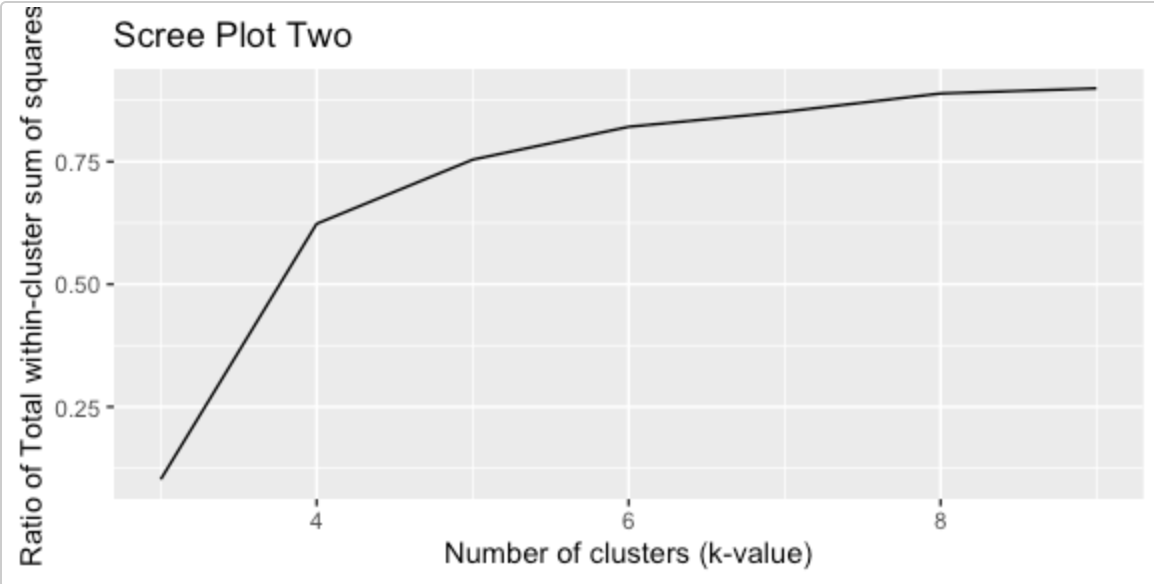 Scree Plot Two
Ratio of Total within-cluster sum of squares
0.75
0.50
0.25
4
6
8
Number of clusters (k-value)